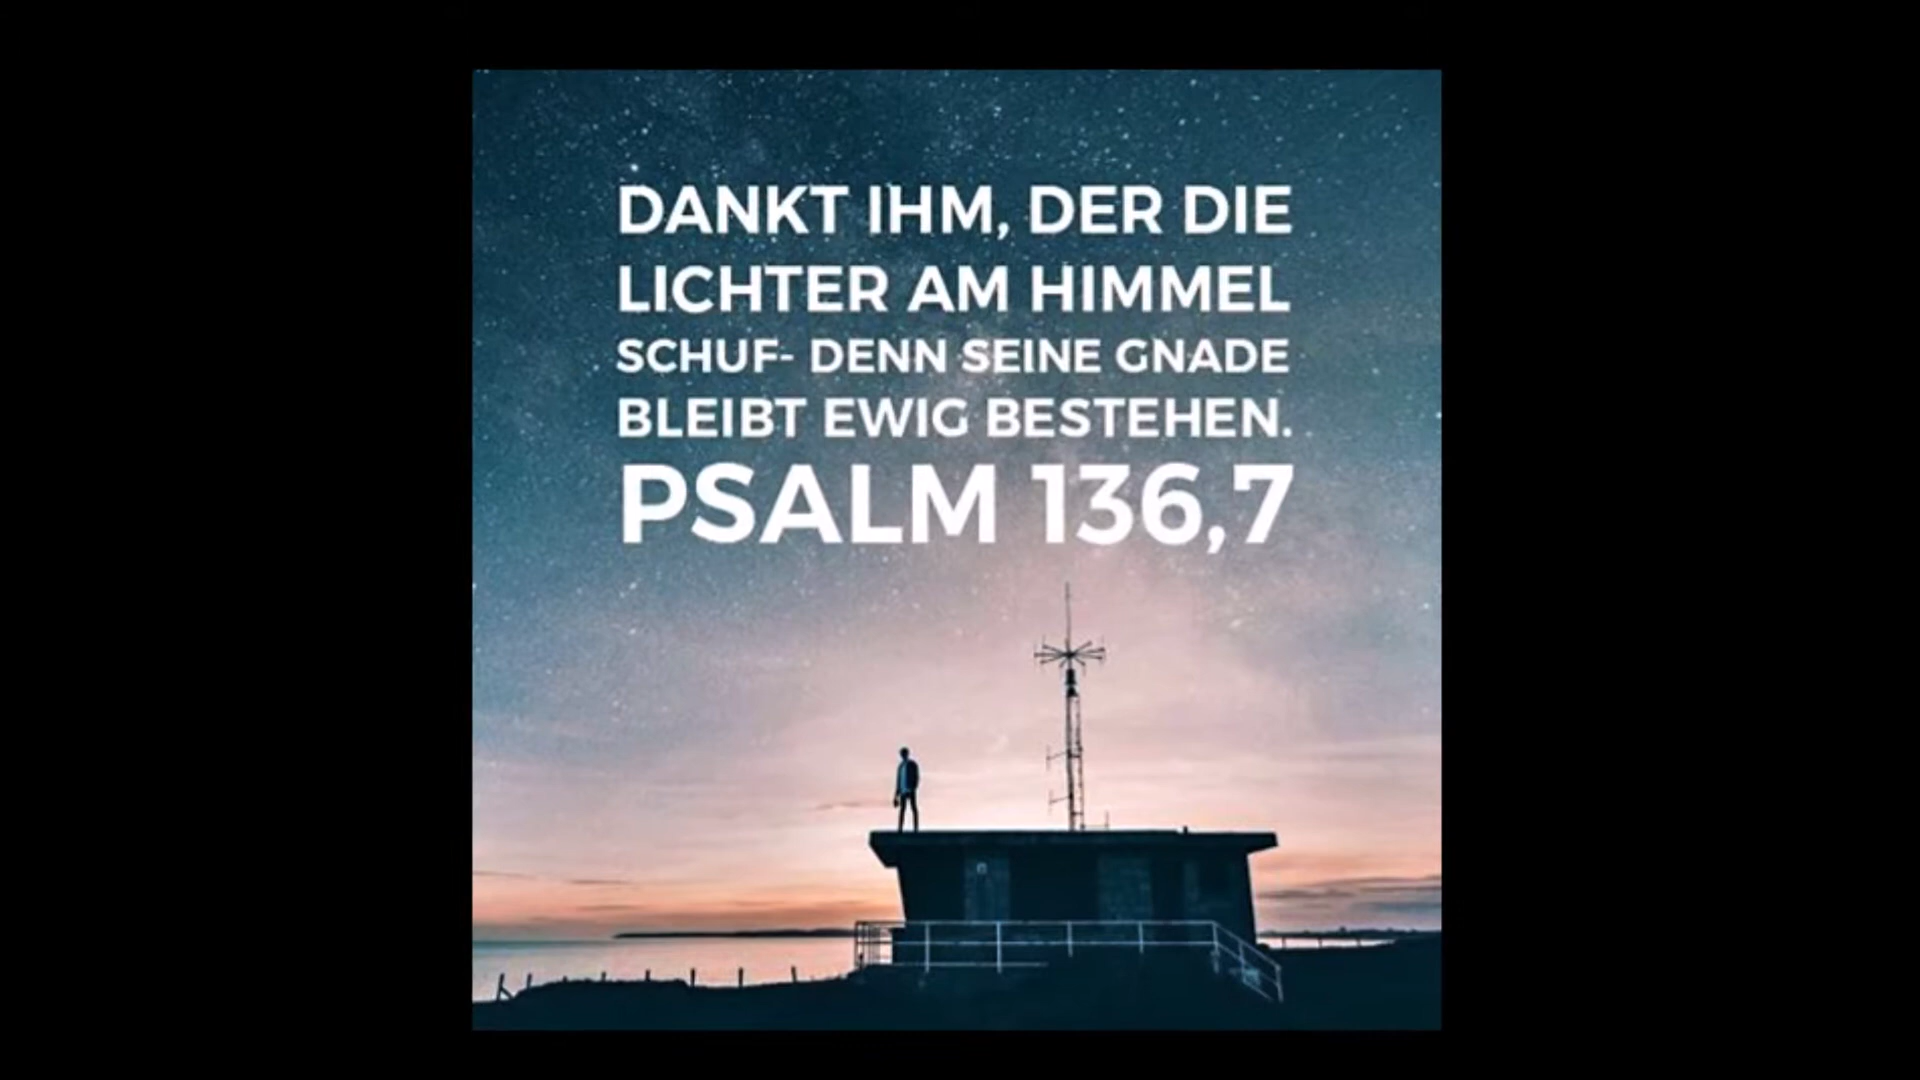 DANKT IHM, DER DIE
LICHTER AM HIMMEL
SCHUF- DENN SEINE GNADE
BLEIBT EWIG BESTEHEN.
PSALM 136,7